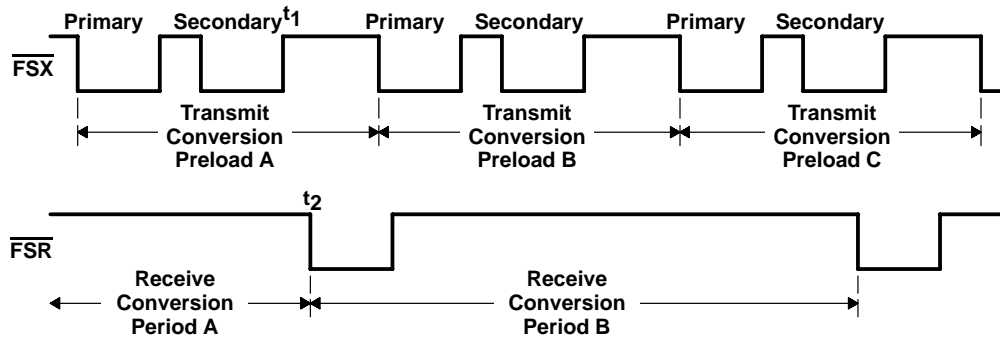 Primary Secondary t1 Primary Secondary Primary Secondary
FSX
Transmit
Conversion
Preload A
Transmit
Conversion
Preload B
Transmit
Conversion
Preload C
t2
FSR
Receive
Conversion
Period A
Receive
Conversion
Period B